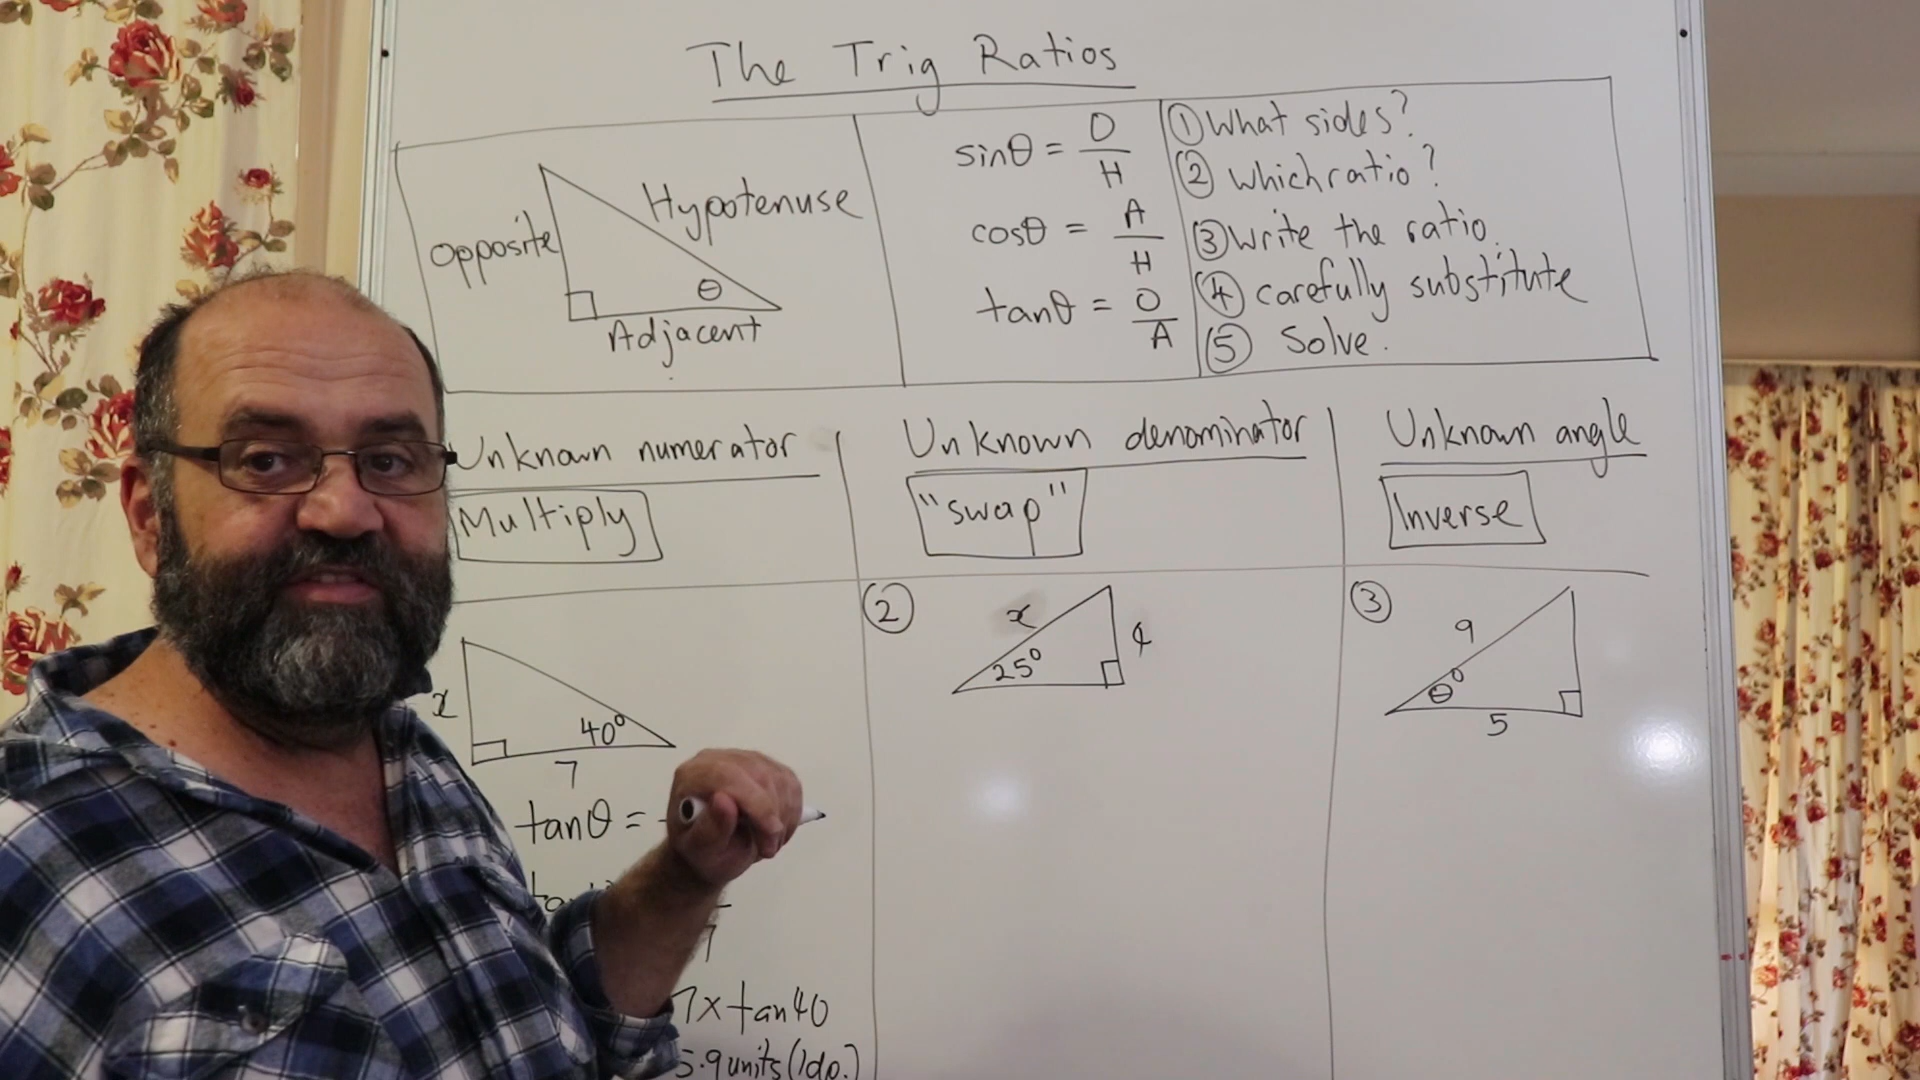 The Trig Ratios
Opposite
Hypotenuse
θ
Adjacent
sinθ = O/H
cosθ = A/H
tanθ = O/A
① What sides?
② Which ratio?
③ Write the ratio.
④ Carefully substitute
⑤ Solve.
Unknown numerator
Multiply
x
40°
7
tanθ =
7
7 x tan40
5.9 units (1dp.)
Unknown denominator
"swap"
②
x
25°
4
Unknown angle
Inverse
③
9
θ°
5